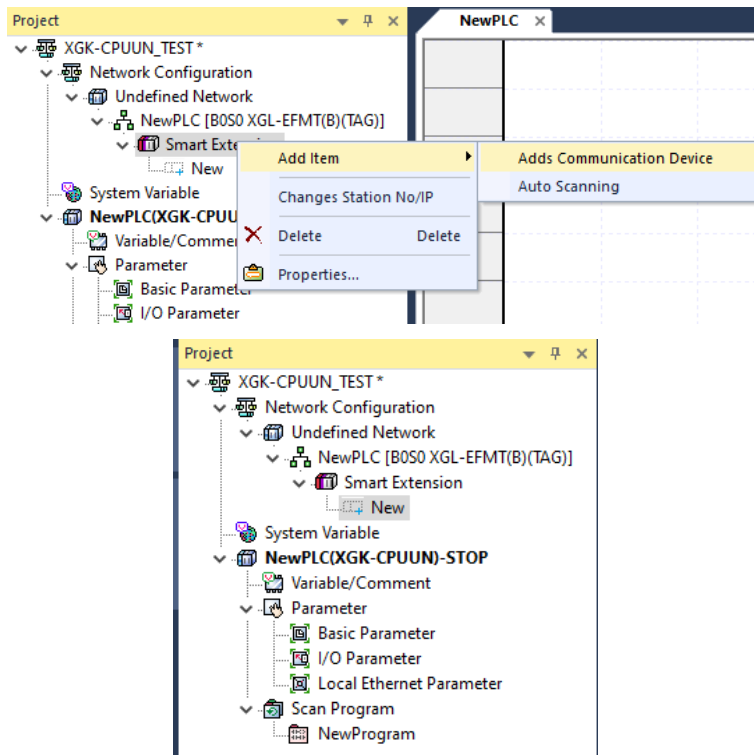 Project
NewPLC
XGK-CPUUN_TEST *
Network Configuration
Undefined Network
NewPLC [B0S0 XGL-EFMT(B)(TAG)]
Smart Exte
New
System Variable
NewPLC(XGK-CPUU
Variable/Comme
Parameter
Basic Parameter
I/O Parameter
Add Item
Changes Station No/IP
Delete Delete
Properties...
Adds Communication Device
Auto Scanning
Project
XGK-CPUUN_TEST *
Network Configuration
Undefined Network
NewPLC [B0S0 XGL-EFMT(B)(TAG)]
Smart Extension
New
System Variable
NewPLC(XGK-CPUUN)-STOP
Variable/Comment
Parameter
Basic Parameter
I/O Parameter
Local Ethernet Parameter
Scan Program
NewProgram